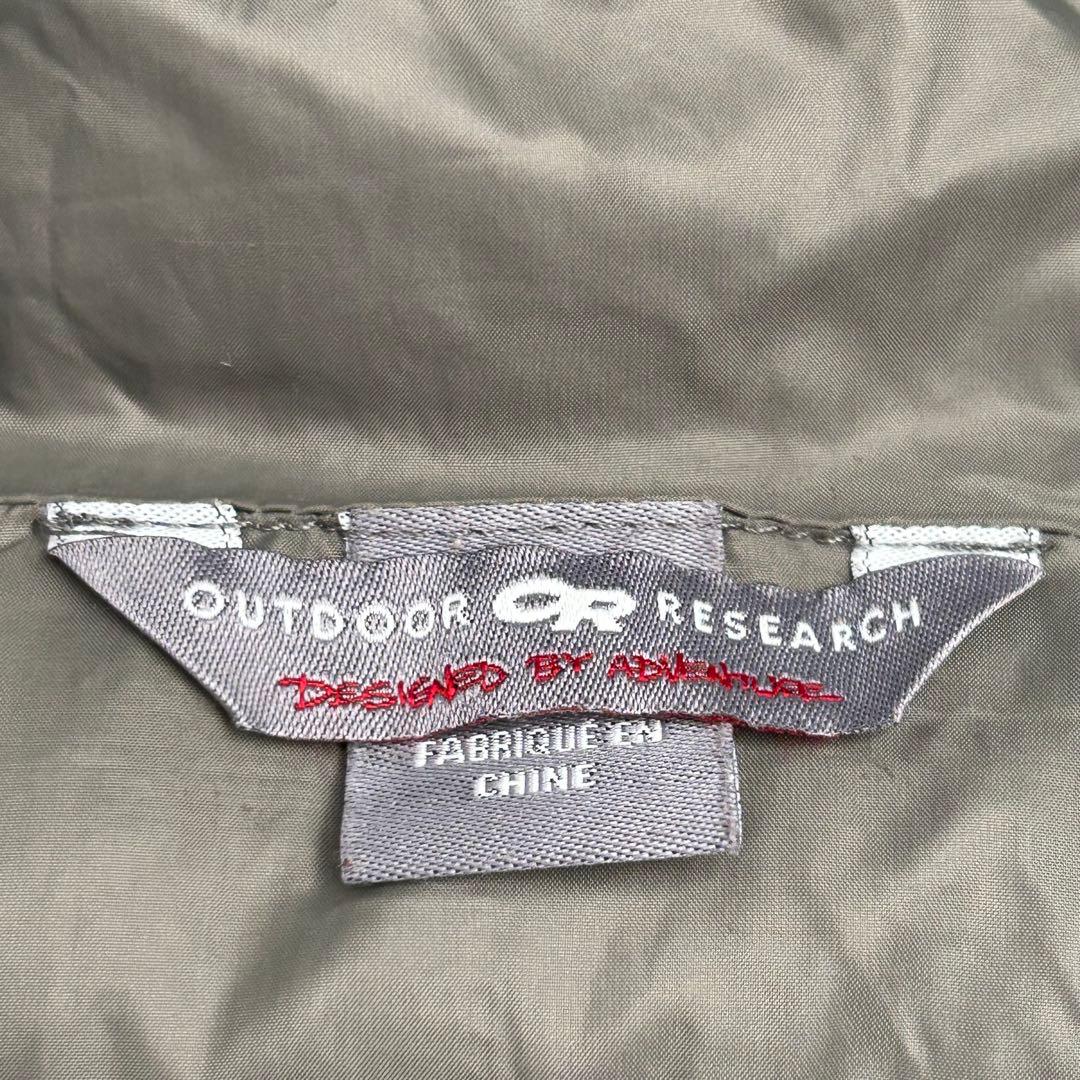 OUTDOOR OR RESEARCH
DESIGNED BY ADVENTURE
FABRIQUÉ EN
CHINE